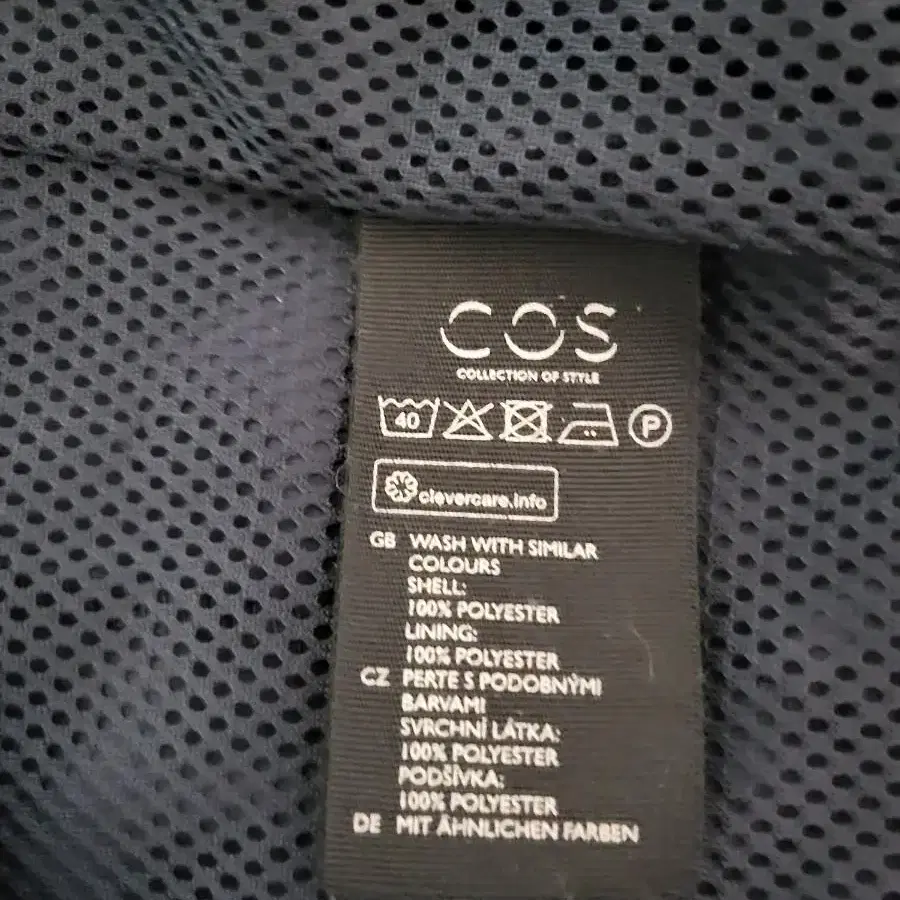 COS
COLLECTION OF STYLE
40 P
clevercare.info
GB WASH WITH SIMILAR
COLOURS
SHELL:
100% POLYESTER
LINING:
100% POLYESTER
CZ PERTE S PODOBNÝMI
BARVAMI
SVRCHNÍ LÁTKA:
100% POLYESTER
PODŠÍVKA:
100% POLYESTER
DE MIT ÄHNLICHEN FARBEN